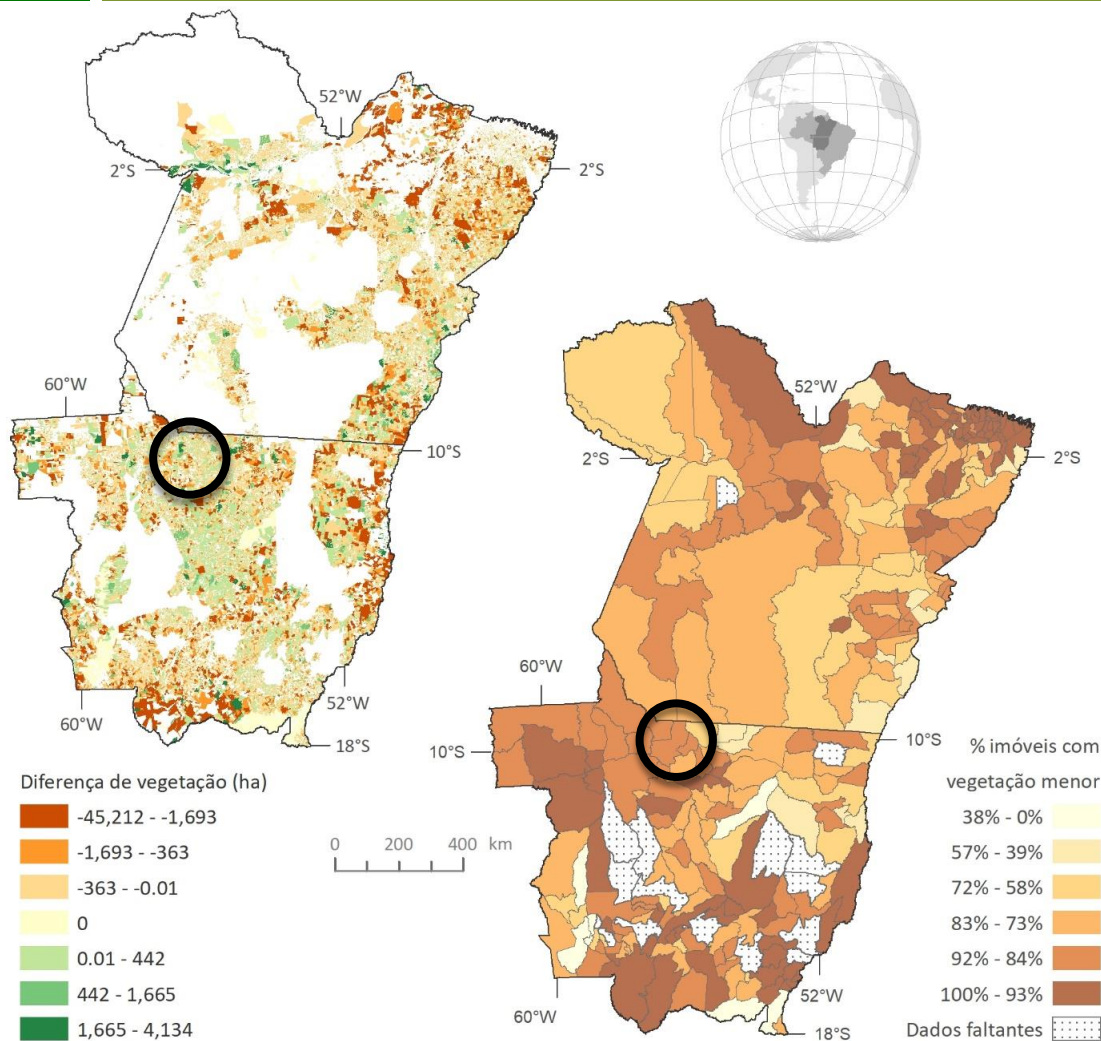 52°W
2°S
2°S
60°W
10°S
60°W
52°W
18°S
Diferença de vegetação (ha)
-45,212 - -1,693
-1,693 - -363
-363 - -0.01
0
0.01 - 442
442 - 1,665
1,665 - 4,134
0 200 400 km
52°W
2°S
2°S
60°W
10°S
10°S
60°W
52°W
18°S
% imóveis com
vegetação menor
38% - 0%
57% - 39%
72% - 58%
83% - 73%
92% - 84%
100% - 93%
Dados faltantes